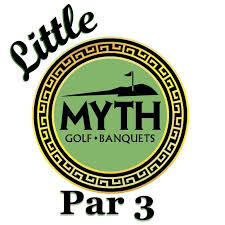 Little
MYTH
GOLF • BANQUETS
Par 3